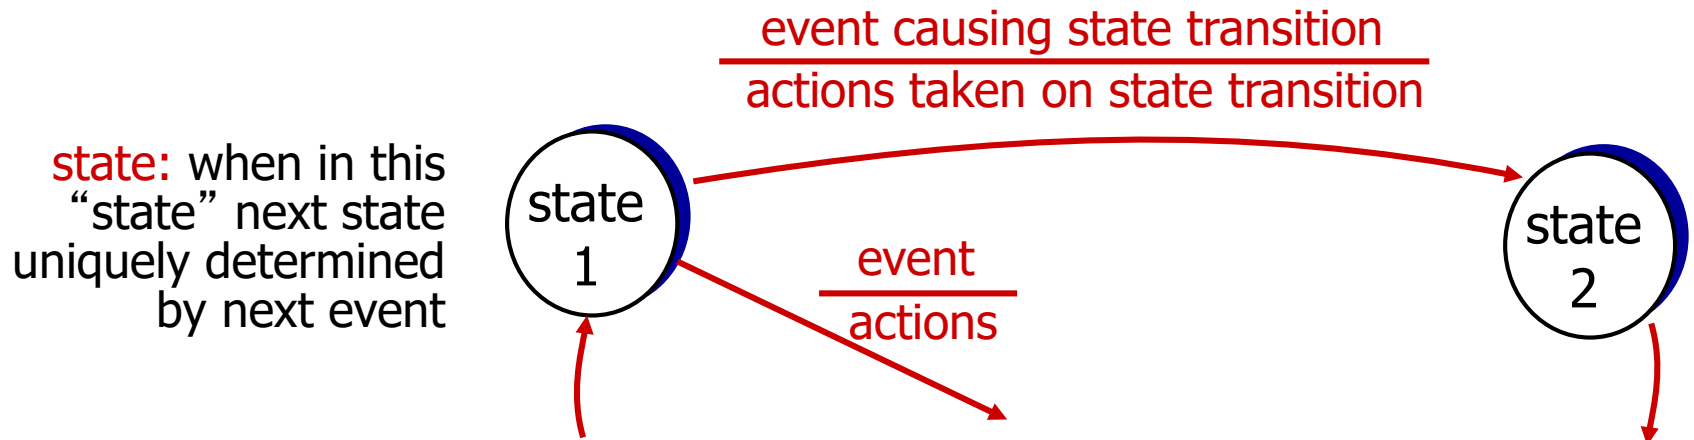 event causing state transition
actions taken on state transition
state: when in this
“state” next state
uniquely determined
by next event
state
1
event
actions
state
2